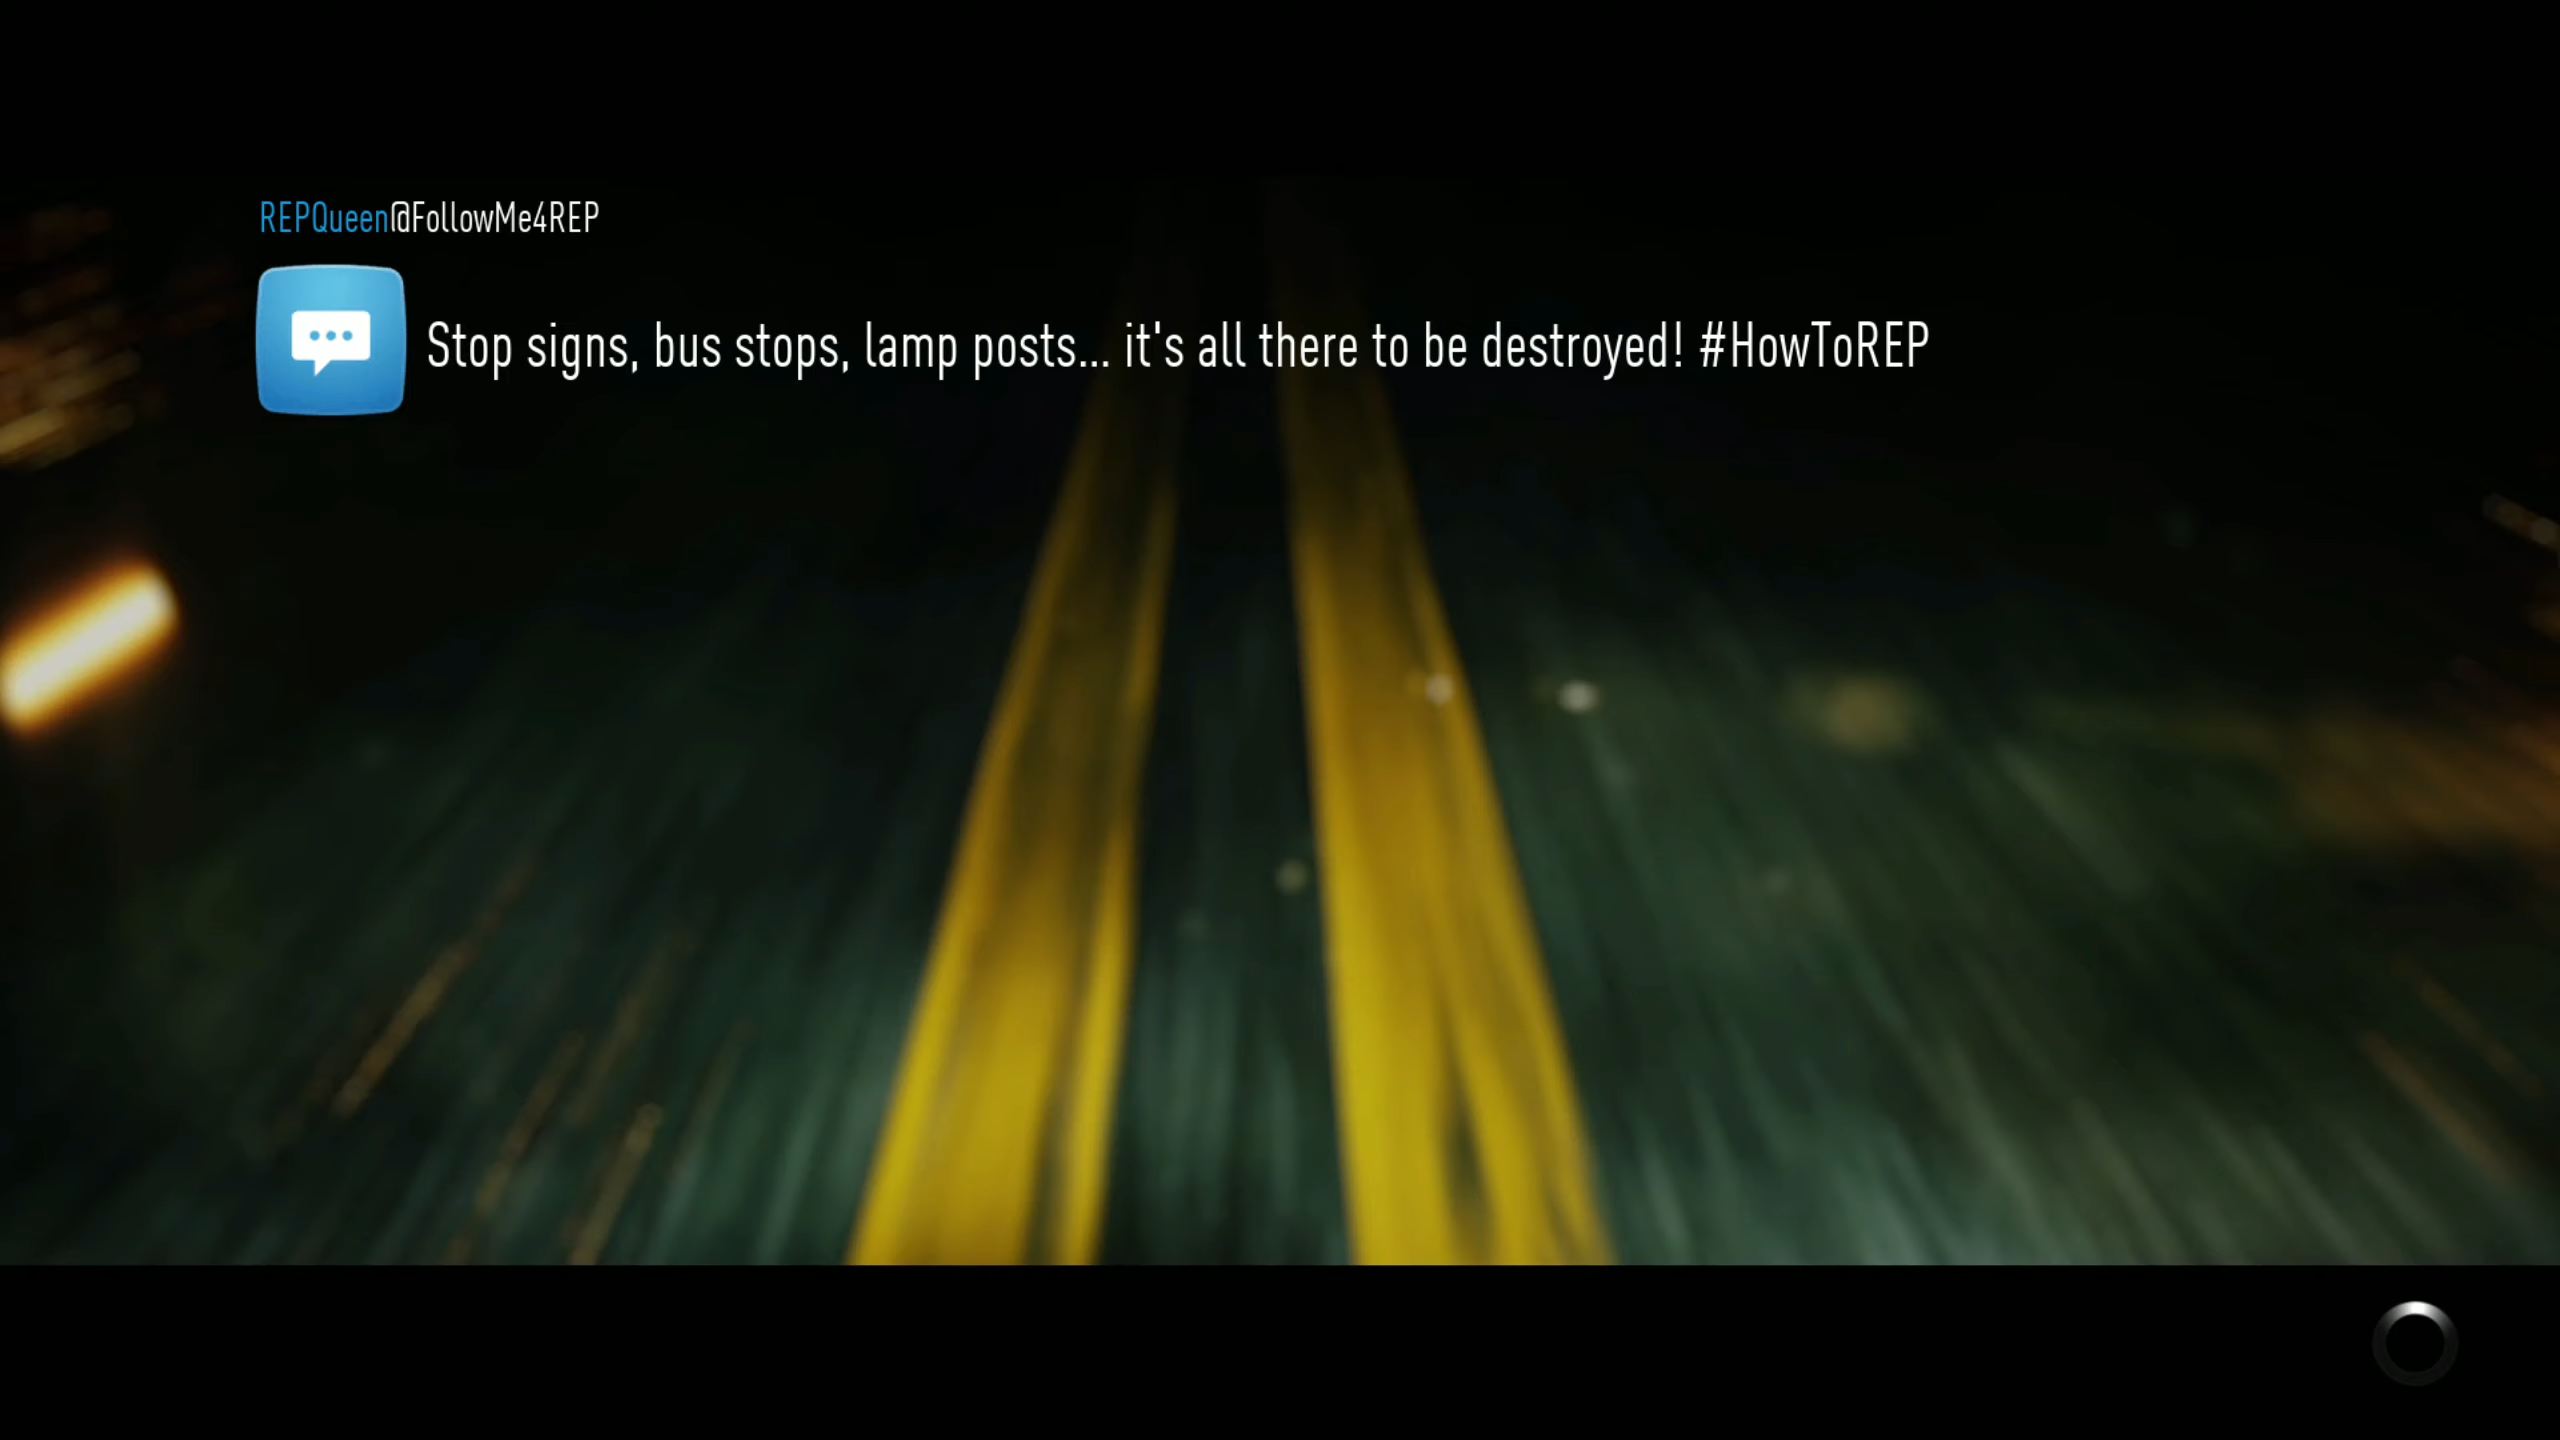 REPQueen@FollowMe4REP
Stop signs, bus stops, lamp posts... it's all there to be destroyed! #HowToREP